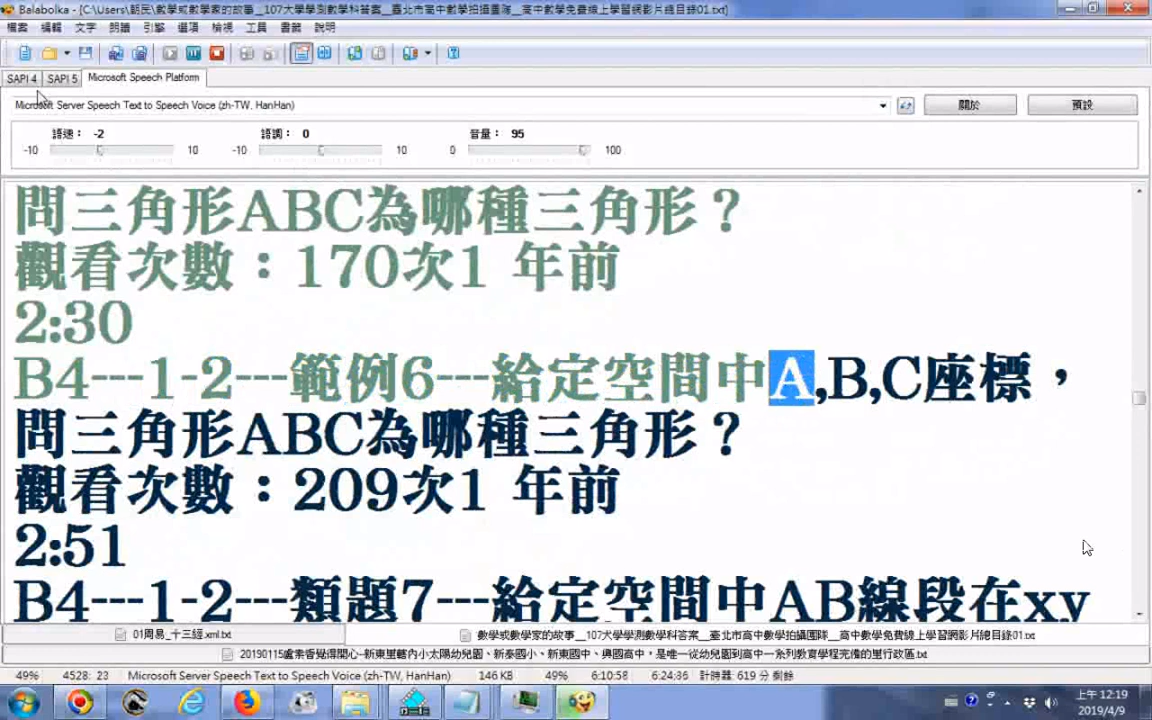 Balabolka - [C:\Users\朝民\數學或數學家的故事__107大學學測數學科答案__臺北市高中數學拍攝團隊__高中數學免費線上學習網影片總目錄01.txt]
檔案 編輯 文字 朗讀 引擎 選項 檢視 工具 書籤 說明
SAPI 4 SAPI 5 Microsoft Speech Platform
Microsoft Server Speech Text to Speech Voice (zh-TW, HanHan) 關於 預設
語速： -2 語調： 0 音量： 95
-10 10 -10 10 0 100
問三角形ABC為哪種三角形？
觀看次數：170次1 年前
2:30
B4---1-2---範例6---給定空間中A,B,C座標，
問三角形ABC為哪種三角形？
觀看次數：209次1 年前
2:51
B4---1-2---類題7---給定空間中AB線段在xy
01周易_十三經.xml.txt 數學或數學家的故事__107大學學測數學科答案__臺北市高中數學拍攝團隊__高中數學免費線上學習網影片總目錄01.txt
20190115盧素香覺得開心~新東里轄內小太陽幼兒園、新泰國小、新東國中、興國高中，是唯一從幼兒園到高中一系列教育學程完備的里行政區.txt
49% 4528: 23 Microsoft Server Speech Text to Speech Voice (zh-TW, HanHan) 146 KB 49% 6:10:58 6:24:36 計時器: 619 分 剩餘
上午 12:19
2019/4/9